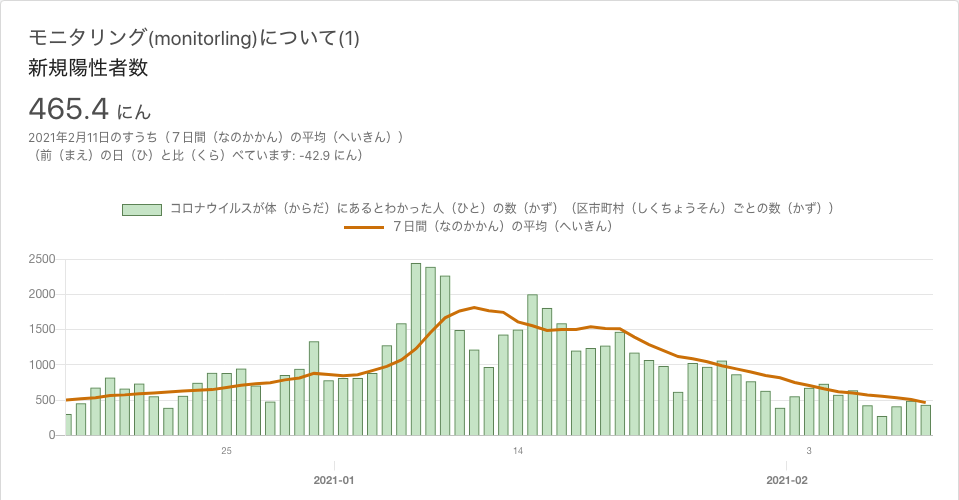 モニタリング(monitorling)について(1)
新規陽性者数
465.4 にん
2021年2月11日のすうち（７日間（なのかかん）の平均（へいきん））
（前（まえ）の日（ひ）と比（くら）べています: -42.9 にん）
コロナウイルスが体（からだ）にあるとわかった人（ひと）の数（かず）（区市町村（しくちょうそん）ごとの数（かず））
７日間（なのかかん）の平均（へいきん）
2500
2000
1500
1000
500
0
25 14 3
2021-01 2021-02